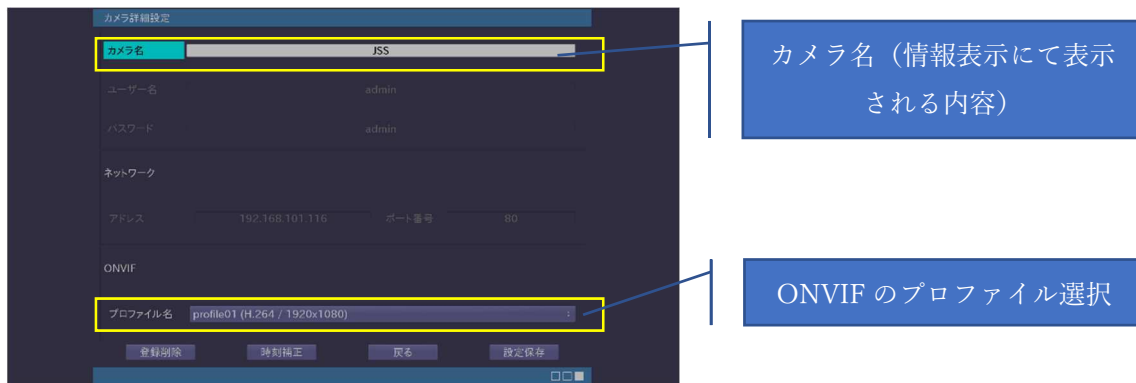 カメラ詳細設定
カメラ名 JSS
ユーザー名 admin
パスワード admin
ネットワーク
アドレス 192.168.101.116 ポート番号 80
ONVIF
プロファイル名 profile01 (H.264 / 1920x1080)
登録削除 時刻補正 戻る 設定保存
カメラ名（情報表示にて表示
される内容）
ONVIF のプロファイル選択